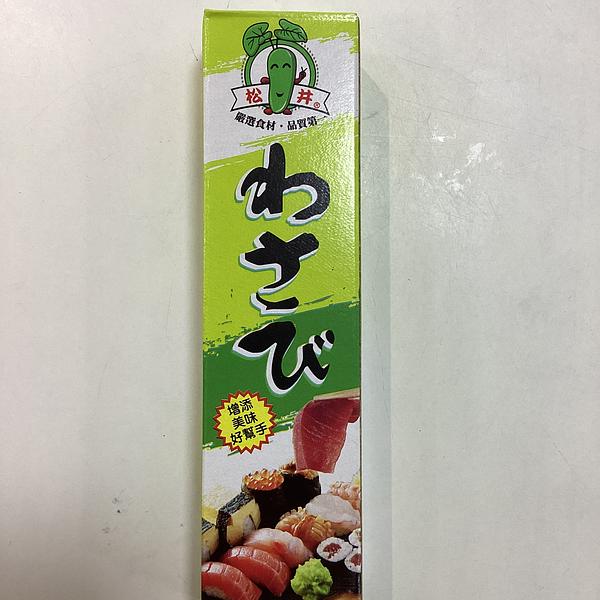 松井®
嚴選食材・品質第
わさび
增添
美味
好幫手